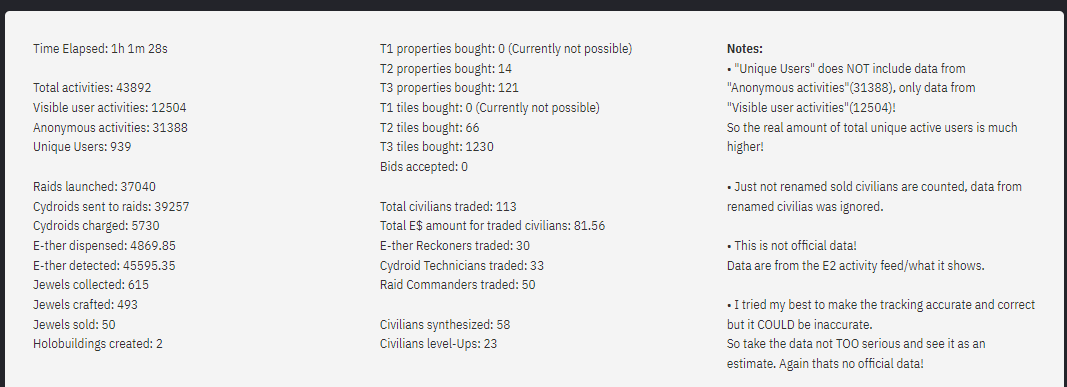 Time Elapsed: 1h 1m 28s
Total activities: 43892
Visible user activities: 12504
Anonymous activities: 31388
Unique Users: 939
Raids launched: 37040
Cydroids sent to raids: 39257
Cydroids charged: 5730
E-ther dispensed: 4869.85
E-ther detected: 45595.35
Jewels collected: 615
Jewels crafted: 493
Jewels sold: 50
Holobuildings created: 2
T1 properties bought: 0 (Currently not possible)
T2 properties bought: 14
T3 properties bought: 121
T1 tiles bought: 0 (Currently not possible)
T2 tiles bought: 66
T3 tiles bought: 1230
Bids accepted: 0
Total civilians traded: 113
Total E$ amount for traded civilians: 81.56
E-ther Reckoners traded: 30
Cydroid Technicians traded: 33
Raid Commanders traded: 50
Civilians synthesized: 58
Civilians level-Ups: 23
Notes:
• "Unique Users" does NOT include data from
"Anonymous activities"(31388), only data from
"Visible user activities"(12504)!
So the real amount of total unique active users is much
higher!
• Just not renamed sold civilians are counted, data from
renamed civilias was ignored.
• This is not official data!
Data are from the E2 activity feed/what it shows.
• I tried my best to make the tracking accurate and correct
but it COULD be inaccurate.
So take the data not TOO serious and see it as an
estimate. Again thats no official data!